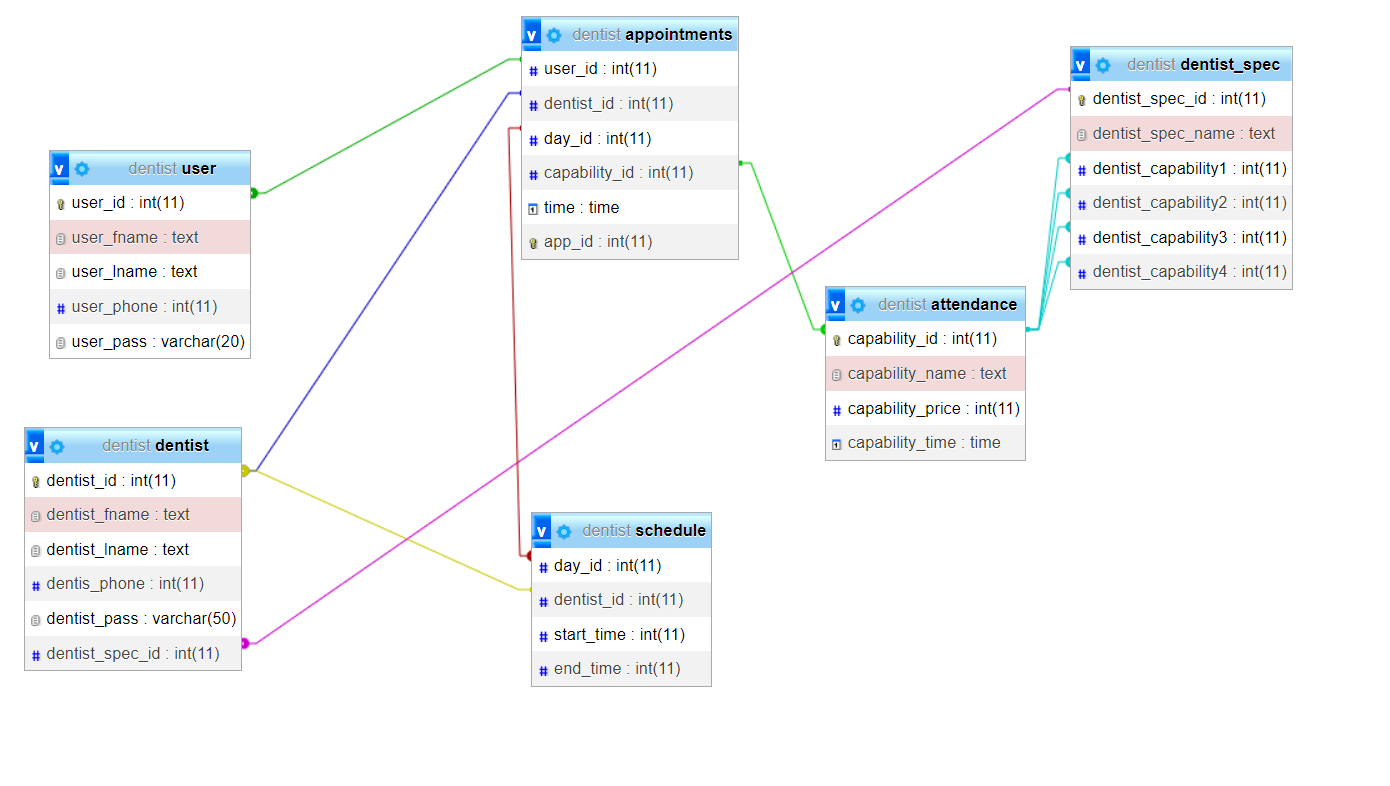 v dentist appointments
user_id : int(11)
dentist_id : int(11)
day_id : int(11)
capability_id : int(11)
time : time
app_id : int(11)
v dentist dentist_spec
dentist_spec_id : int(11)
dentist_spec_name : text
dentist_capability1 : int(11)
dentist_capability2 : int(11)
dentist_capability3 : int(11)
dentist_capability4 : int(11)
v dentist user
user_id : int(11)
user_fname : text
user_lname : text
user_phone : int(11)
user_pass : varchar(20)
v dentist attendance
capability_id : int(11)
capability_name : text
capability_price : int(11)
capability_time : time
v dentist dentist
dentist_id : int(11)
dentist_fname : text
dentist_lname : text
dentis_phone : int(11)
dentist_pass : varchar(50)
dentist_spec_id : int(11)
v dentist schedule
day_id : int(11)
dentist_id : int(11)
start_time : int(11)
end_time : int(11)